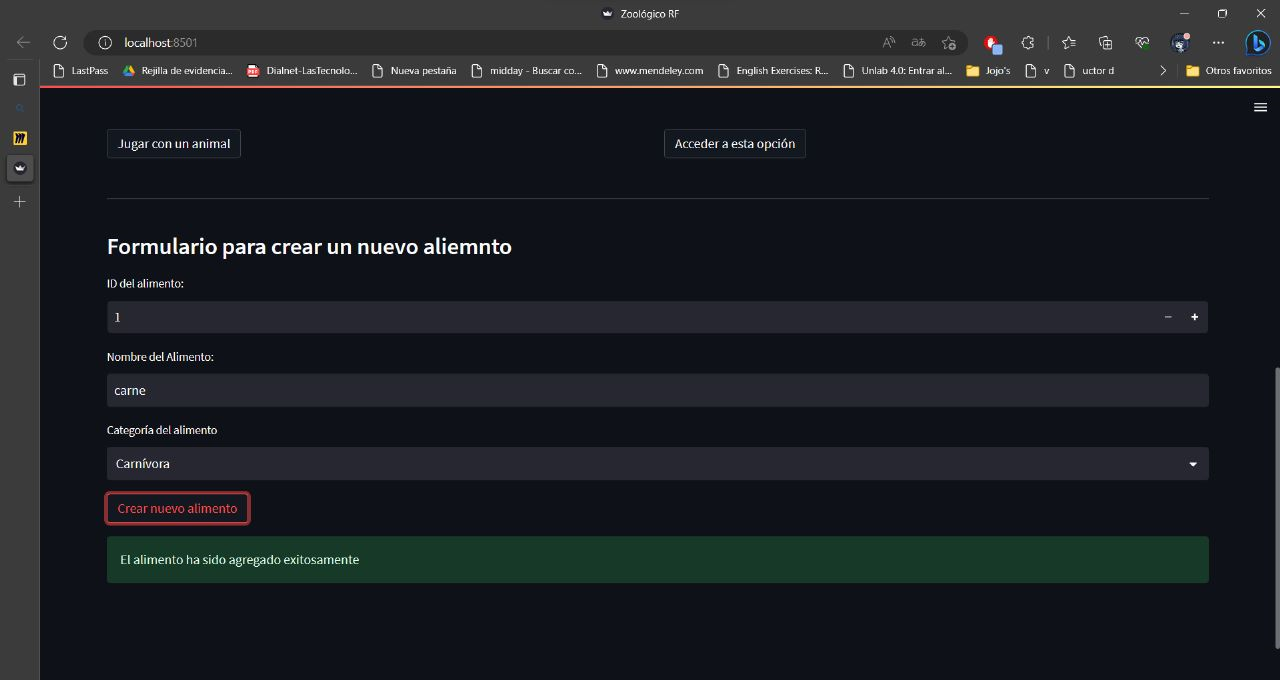 Zoológico RF
localhost:8501
LastPass Rejilla de evidencia... Dialnet-LasTecnolo... Nueva pestaña midday - Buscar co... www.mendeley.com English Exercises: R... Unlab 4.0: Entrar al... Jojo's v uctor d Otros favoritos
Jugar con un animal Acceder a esta opción
Formulario para crear un nuevo aliemnto
ID del alimento:
1
Nombre del Alimento:
carne
Categoría del alimento
Carnívora
Crear nuevo alimento
El alimento ha sido agregado exitosamente